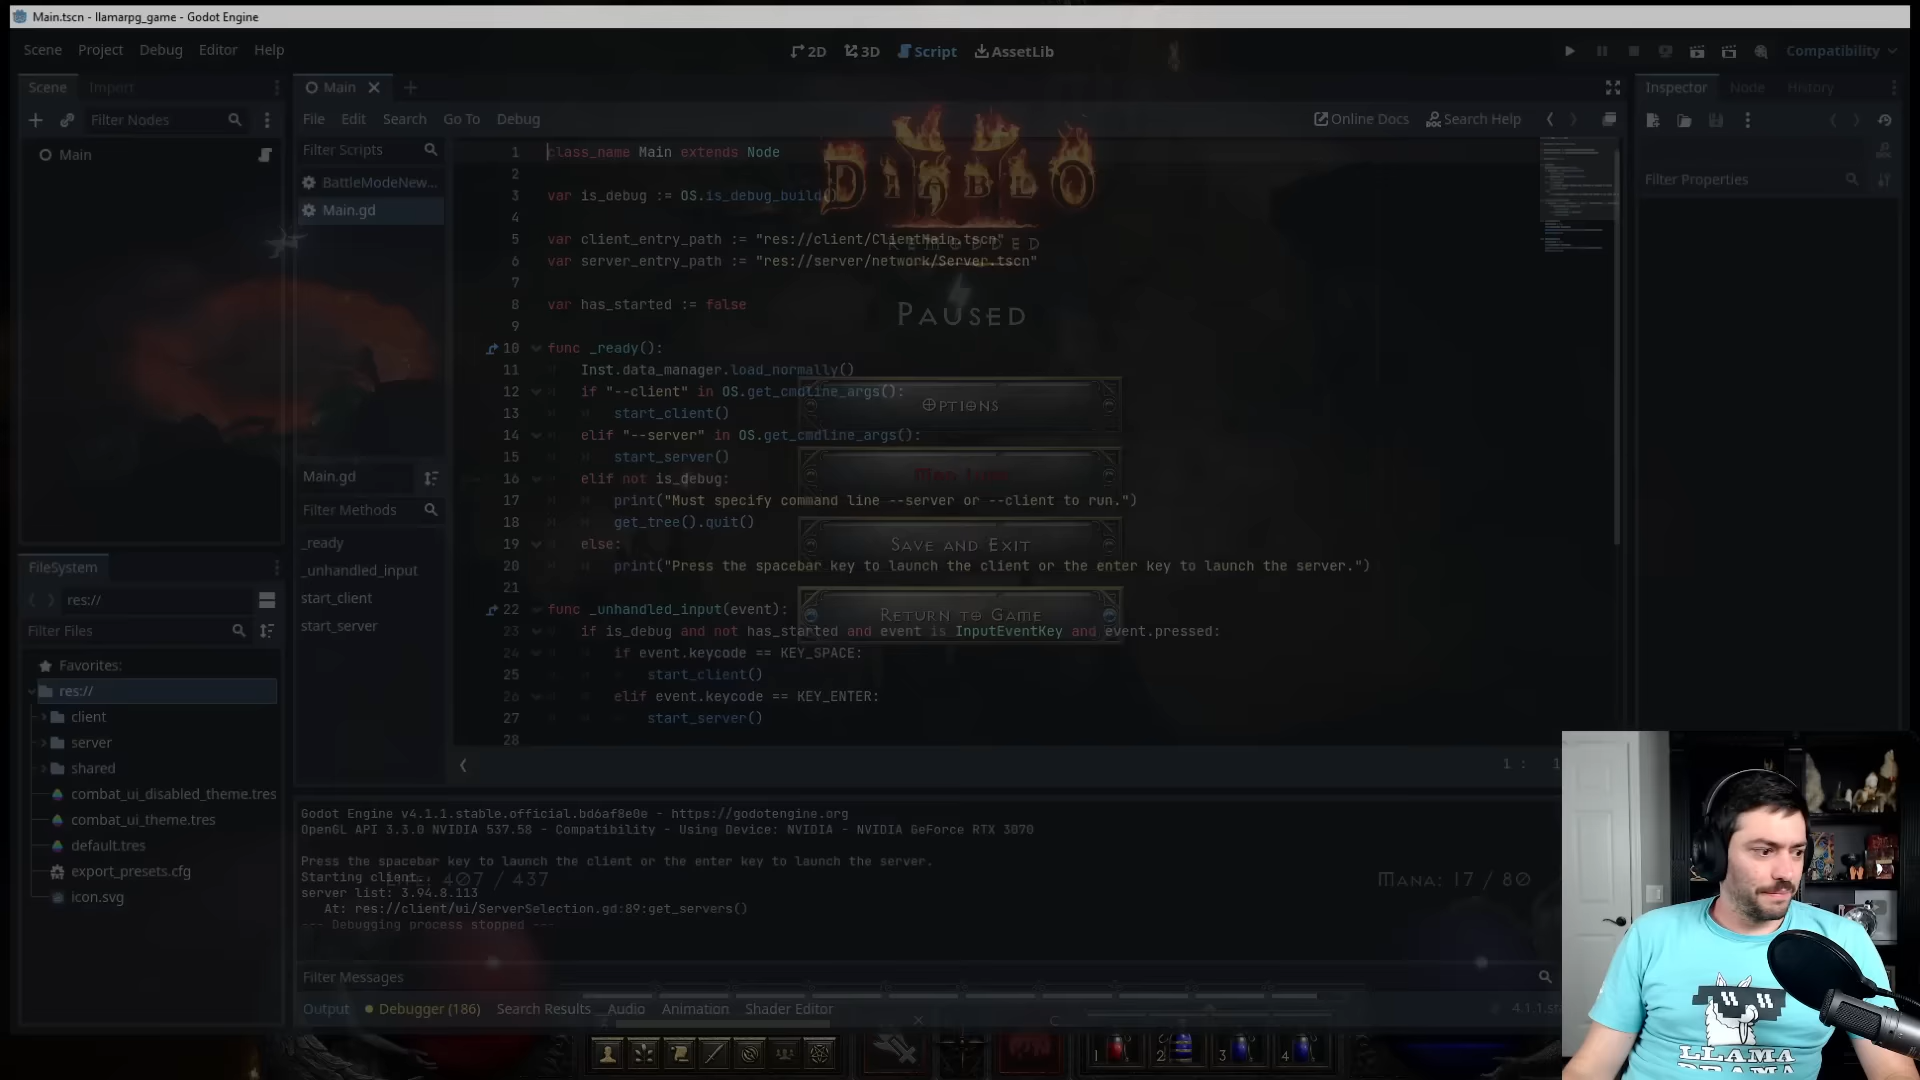 Main.tscn - llamarpg_game - Godot Engine
Scene Project Debug Editor Help
2D 3D Script AssetLib
Compatibility
Scene Import
Main
Inspector Node History
Filter Nodes
File Edit Search Go To Debug
Online Docs Search Help
Main
Filter Scripts
BattleModeNew...
Main.gd
Filter Properties
DIABLO
REMODDED
PAUSED
OPTIONS
SAVE AND EXIT
RETURN TO GAME
1 class_name Main extends Node
2
3 var is_debug := OS.is_debug_build()
4
5 var client_entry_path := "res://client/ClientMain.tscn"
6 var server_entry_path := "res://server/network/Server.tscn"
7
8 var has_started := false
9
10 func _ready():
11 Inst.data_manager.load_normally()
12 if "--client" in OS.get_cmdline_args():
13 start_client()
14 elif "--server" in OS.get_cmdline_args():
15 start_server()
16 elif not is_debug:
17 print("Must specify command line --server or --client to run.")
18 get_tree().quit()
19 else:
20 print("Press the spacebar key to launch the client or the enter key to launch the server.")
21
22 func _unhandled_input(event):
23 if is_debug and not has_started and event is InputEventKey and event.pressed:
24 if event.keycode == KEY_SPACE:
25 start_client()
26 elif event.keycode == KEY_ENTER:
27 start_server()
28
Main.gd
Filter Methods
_ready
_unhandled_input
start_client
start_server
FileSystem
res://
Filter Files
Favorites:
res://
client
server
shared
combat_ui_disabled_theme.tres
combat_ui_theme.tres
default.tres
export_presets.cfg
icon.svg
1 : 1
Godot Engine v4.1.1.stable.official.bd6af8e0e - https://godotengine.org
OpenGL API 3.3.0 NVIDIA 537.58 - Compatibility - Using Device: NVIDIA - NVIDIA GeForce RTX 3070
Press the spacebar key to launch the client or the enter key to launch the server.
Starting client..
server list: 3.94.8.113
At: res://client/ui/ServerSelection.gd:89:get_servers()
--- Debugging process stopped ---
LIFE: 407 / 437
MANA: 17 / 80
Filter Messages
Output Debugger (186) Search Results Audio Animation Shader Editor
1 2 3 4
LLAMA
DRAMA